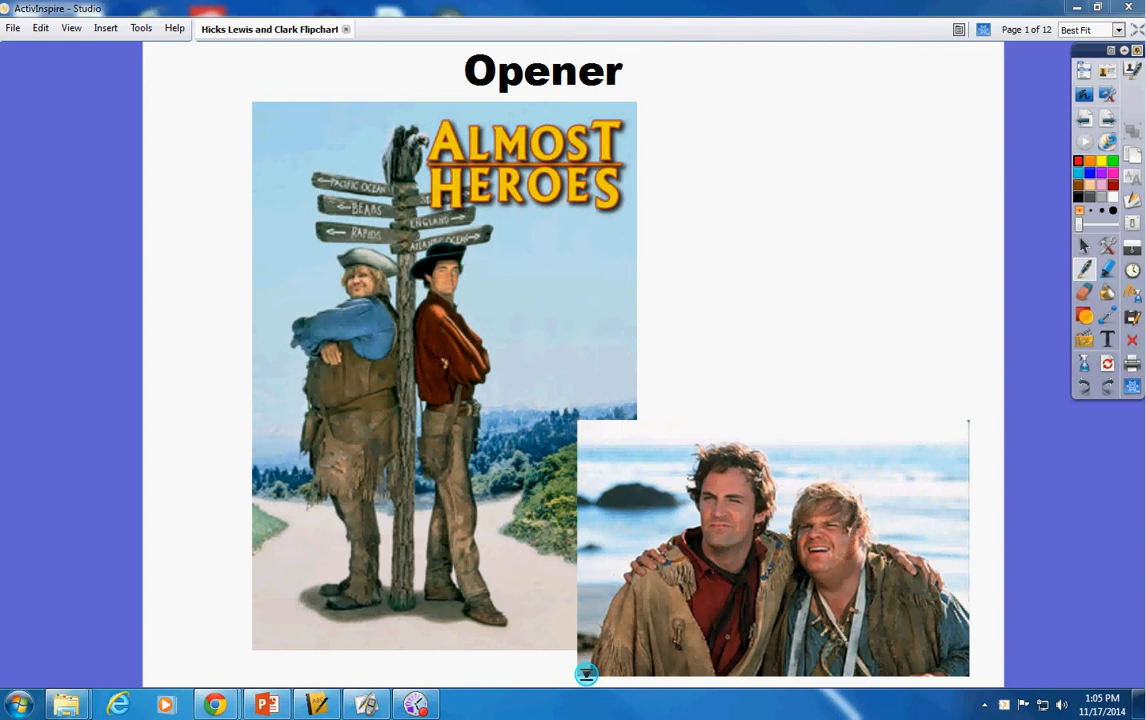 ActivInspire - Studio
File Edit View Insert Tools Help
Hicks Lewis and Clark Flipchart
Page 1 of 12
Best Fit
Opener
ALMOST
HEROES
PACIFIC OCEAN
BEARS
ENGLAND
RAPIDS
ATLANTIC OCEAN
1:05 PM
11/17/2014